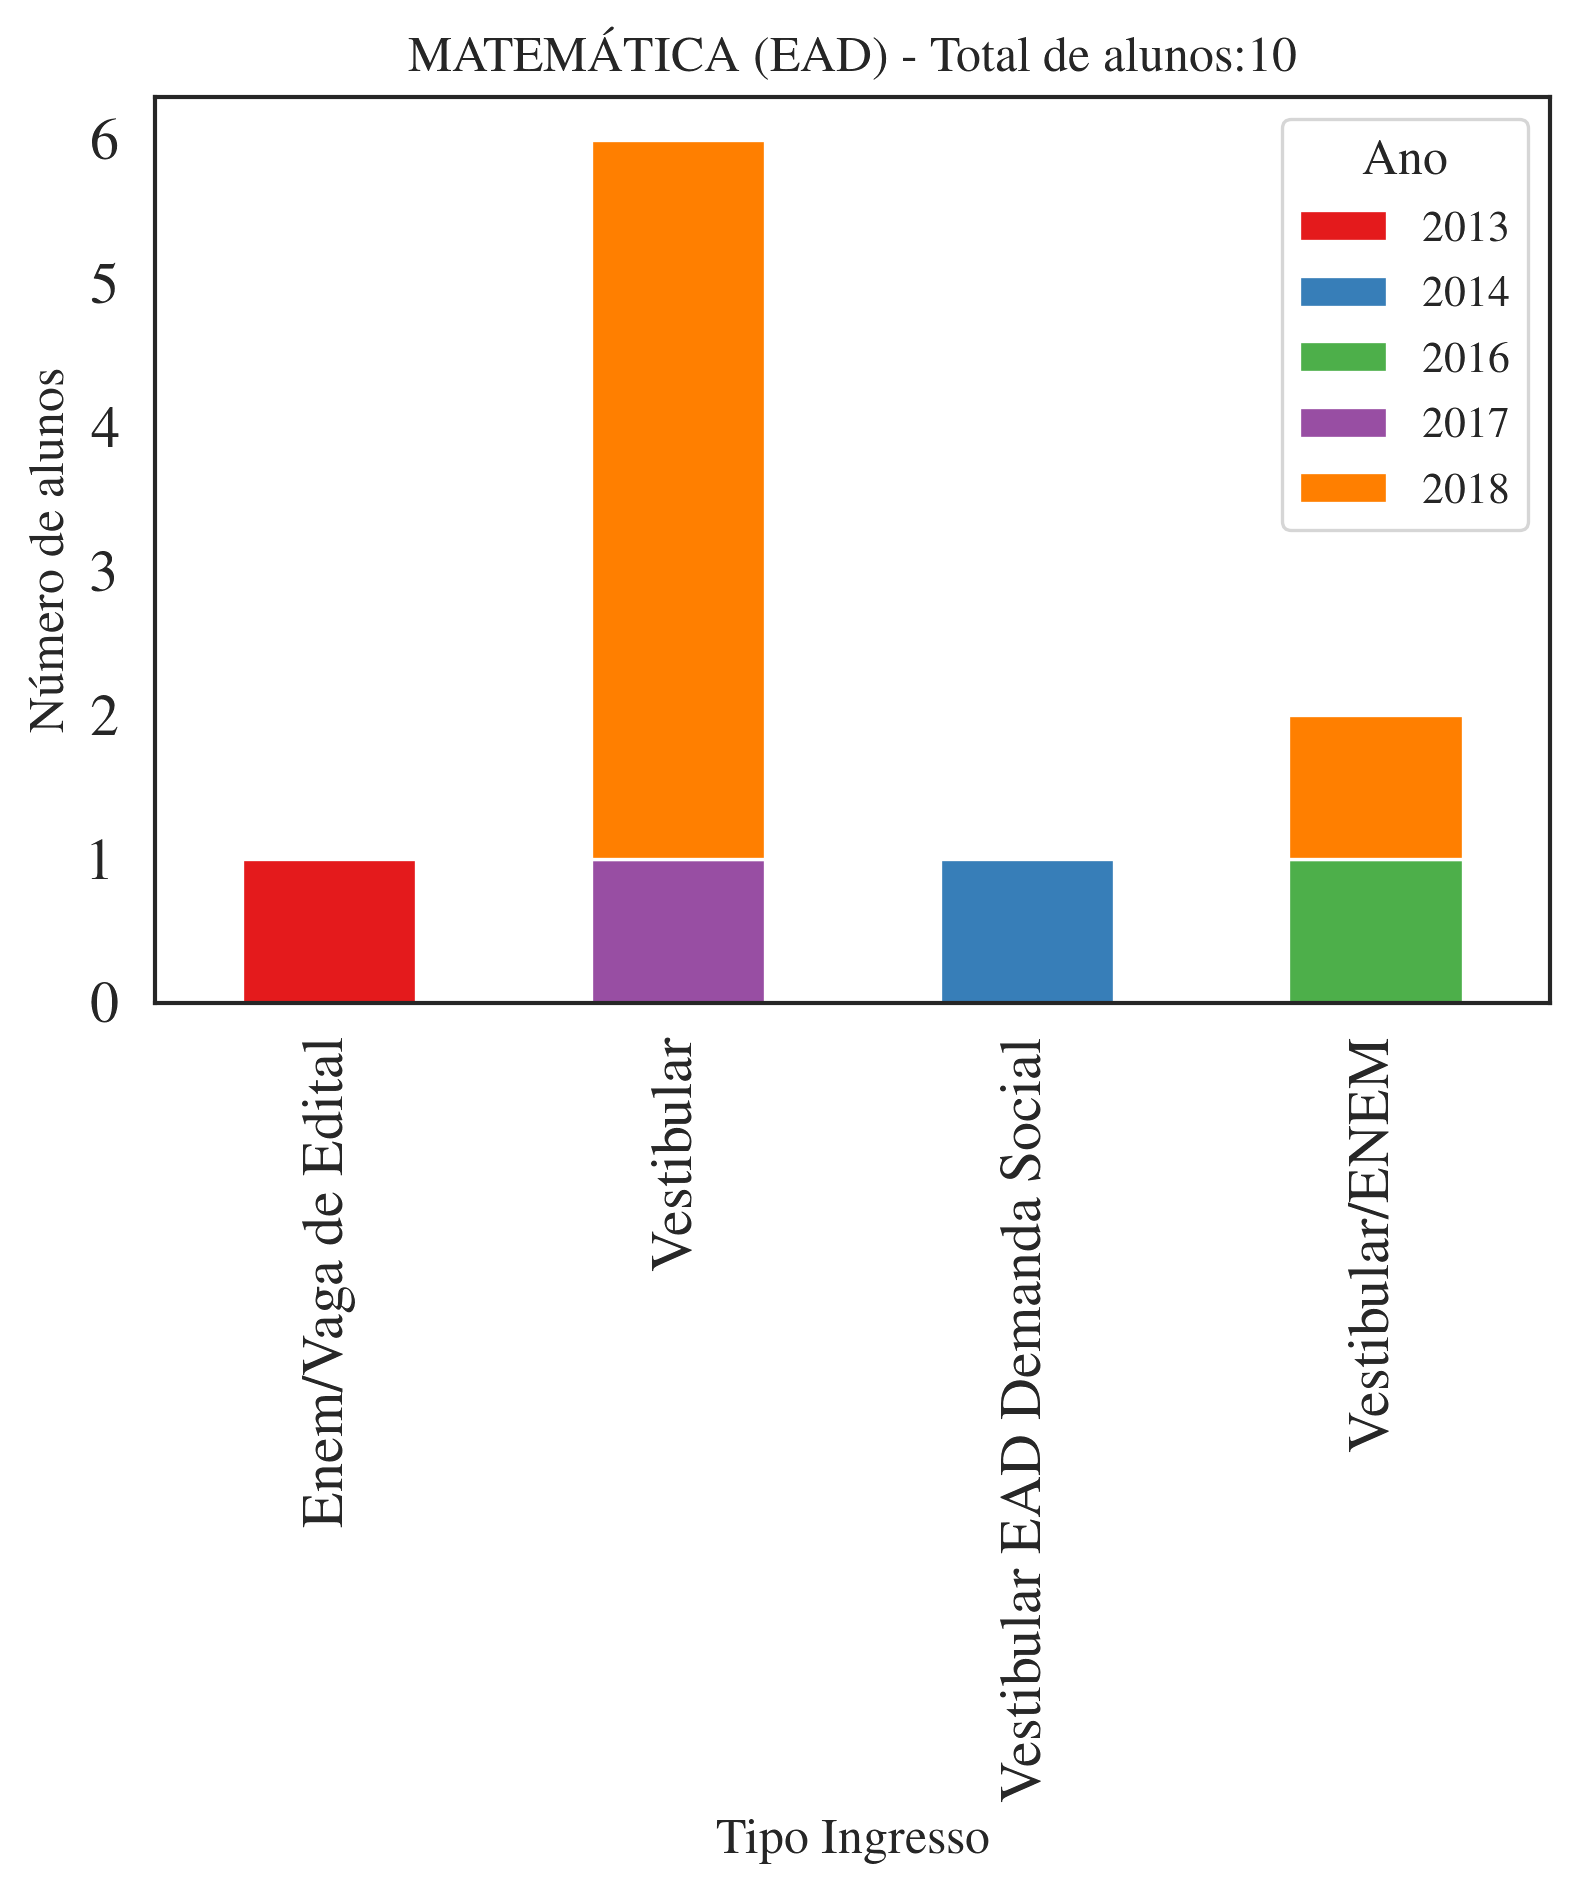 MATEMÁTICA (EAD) - Total de alunos:10
Número de alunos
6
5
4
3
2
1
0
Ano
2013
2014
2016
2017
2018
Enem/Vaga de Edital
Vestibular
Vestibular EAD Demanda Social
Vestibular/ENEM
Tipo Ingresso